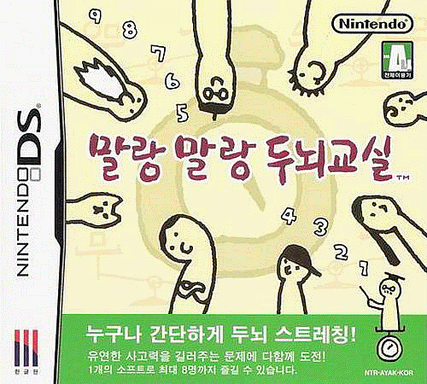 Nintendo
9
8
7
6
5
전체이용가
말랑 말랑 두뇌교실 TM
4
3
2
1
NINTENDO DS
누구나 간단하게 두뇌 스트레칭!
유연한 사고력을 길러주는 문제에 다함께 도전!
1개의 소프트로 최대 8명까지 즐길 수 있습니다.
한글판
NTR-AYAK-KOR